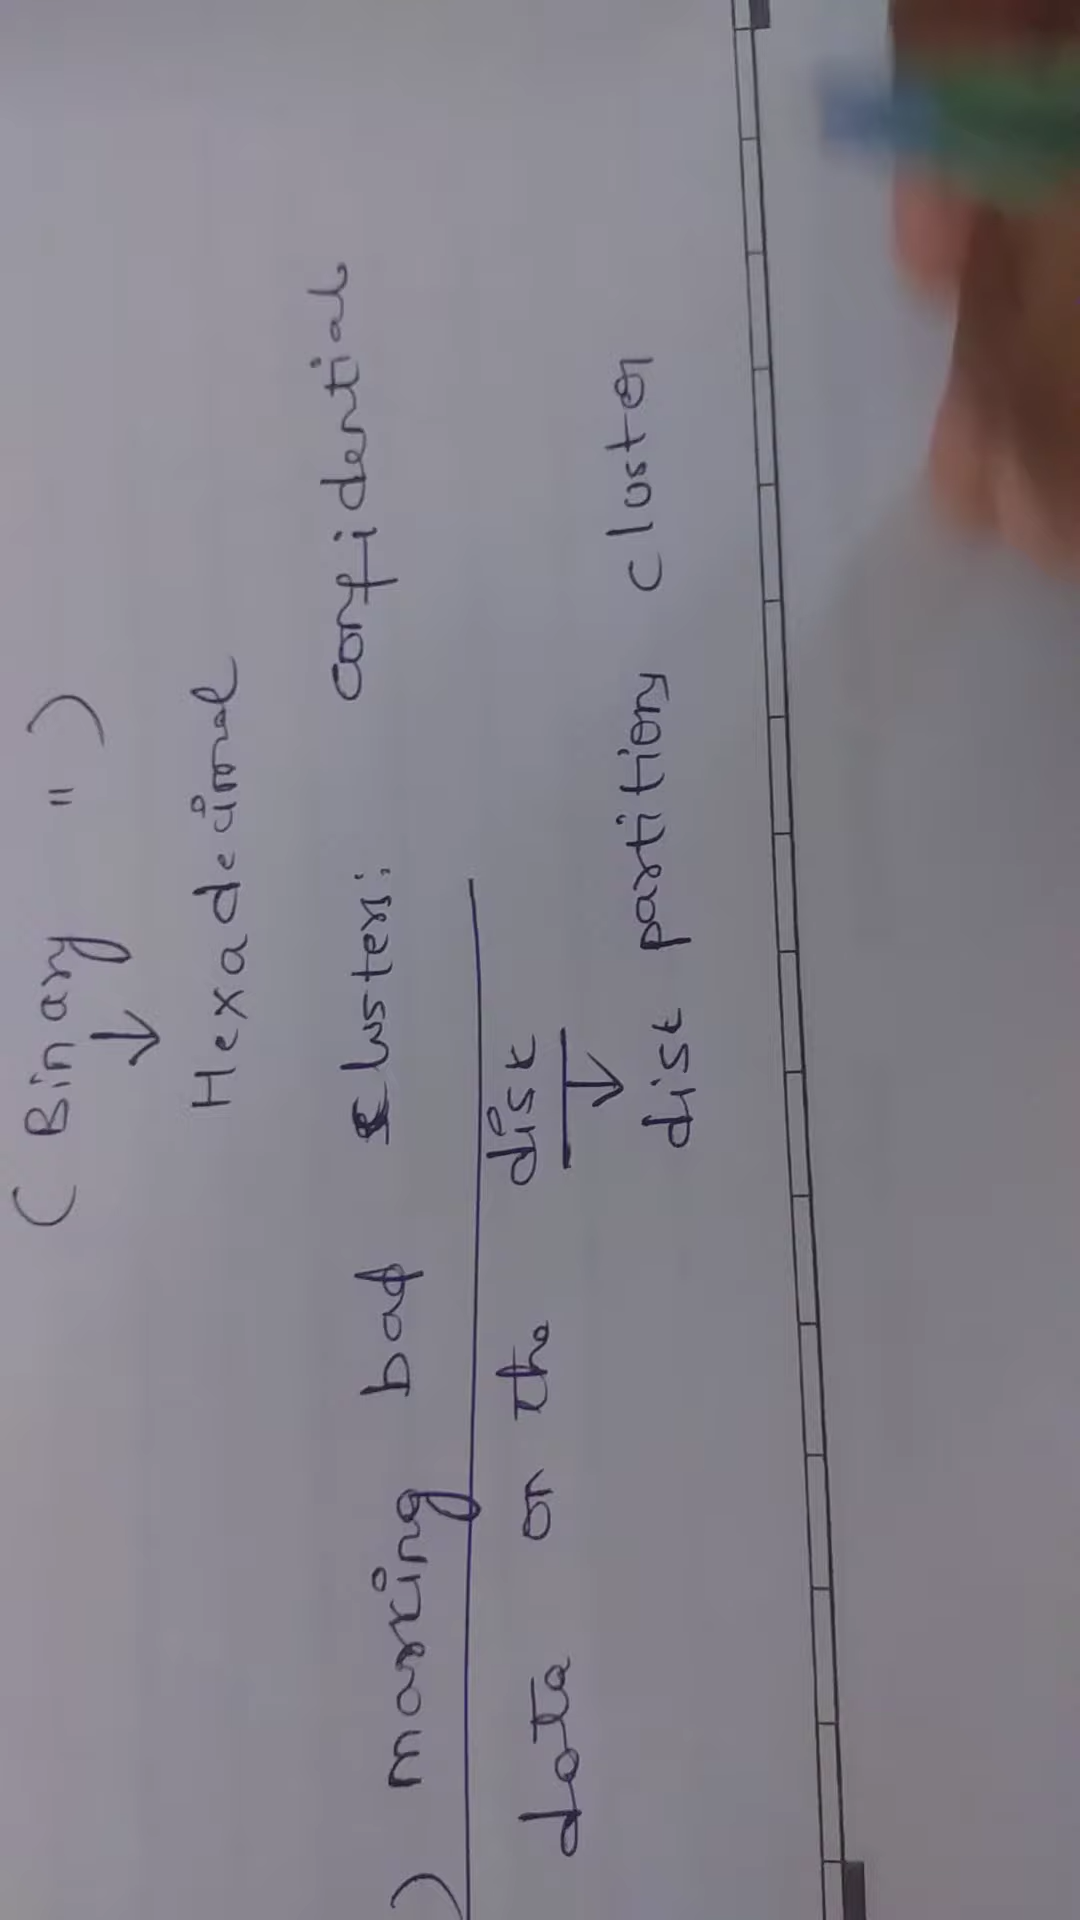 ( Binary " )
↓
Hexadecimal
) marking bad clusters: confidential
data on the disk
↓
disk partition cluster